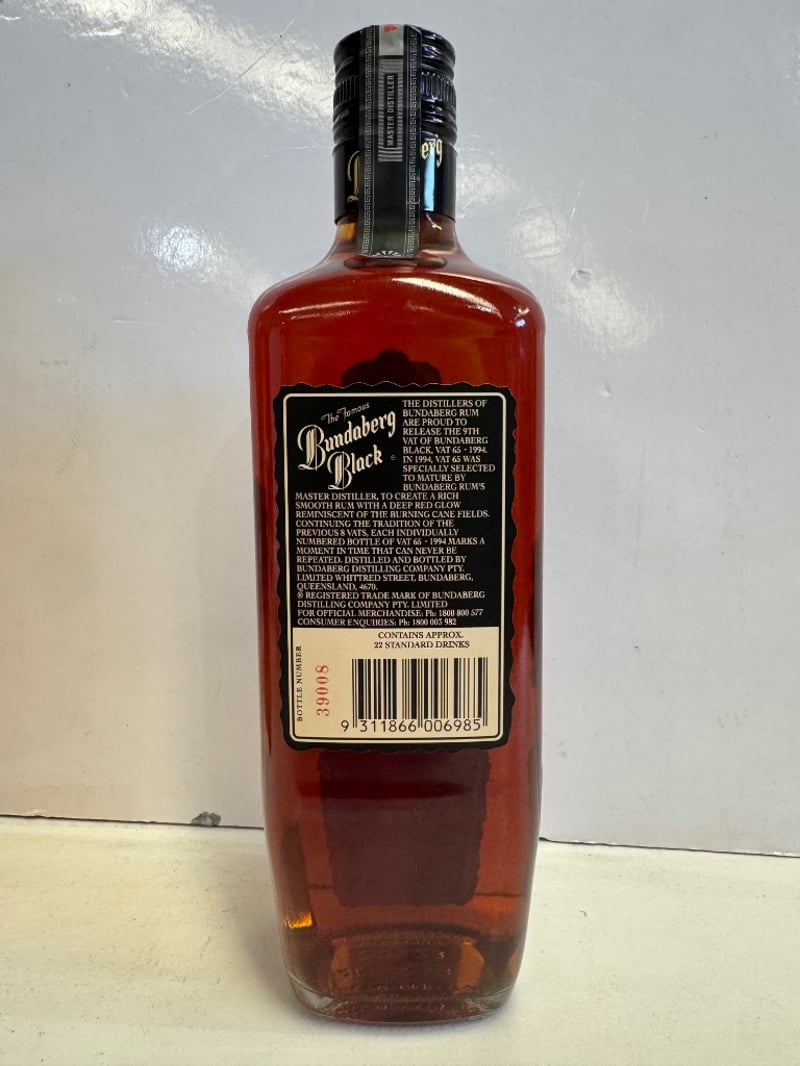 MASTER DISTILLER
erg
The Famous
Bundaberg
Black
THE DISTILLERS OF
BUNDABERG RUM
ARE PROUD TO
RELEASE THE 9TH
VAT OF BUNDABERG
BLACK, VAT 65 - 1994.
IN 1994, VAT 65 WAS
SPECIALLY SELECTED
TO MATURE BY
BUNDABERG RUM'S
MASTER DISTILLER, TO CREATE A RICH
SMOOTH RUM WITH A DEEP RED GLOW
REMINISCENT OF THE BURNING CANE FIELDS.
CONTINUING THE TRADITION OF THE
PREVIOUS 8 VATS, EACH INDIVIDUALLY
NUMBERED BOTTLE OF VAT 65 - 1994 MARKS A
MOMENT IN TIME THAT CAN NEVER BE
REPEATED. DISTILLED AND BOTTLED BY
BUNDABERG DISTILLING COMPANY PTY.
LIMITED WHITTRED STREET, BUNDABERG,
QUEENSLAND, 4670.
® REGISTERED TRADE MARK OF BUNDABERG
DISTILLING COMPANY PTY. LIMITED
FOR OFFICIAL MERCHANDISE: Ph: 1800 800 577
CONSUMER ENQUIRIES: Ph: 1800 003 982
CONTAINS APPROX.
22 STANDARD DRINKS
BOTTLE NUMBER
39008
9 311866 006985